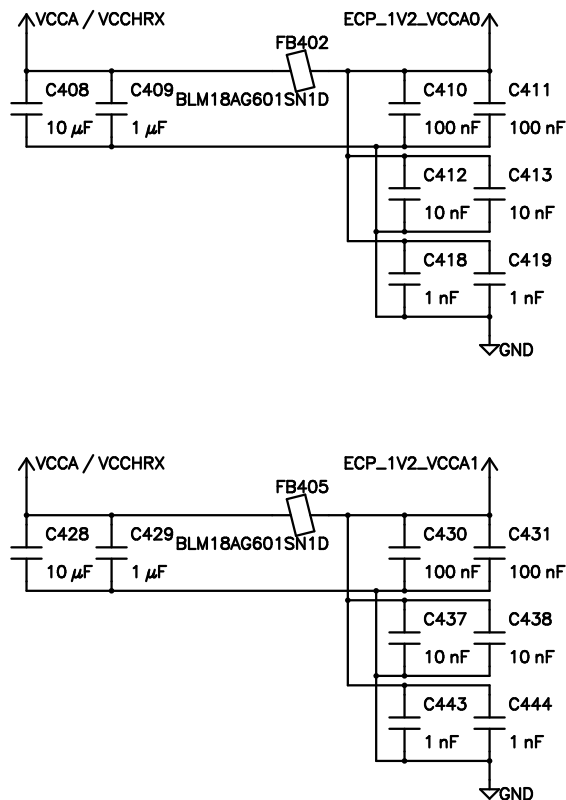 VCCA / VCCHRX
ECP_1V2_VCCA0
FB402
C408
C409
BLM18AG601SN1D
C410
C411
10 µF
1 µF
100 nF
100 nF
C412
C413
10 nF
10 nF
C418
C419
1 nF
1 nF
GND
VCCA / VCCHRX
ECP_1V2_VCCA1
FB405
C428
C429
BLM18AG601SN1D
C430
C431
10 µF
1 µF
100 nF
100 nF
C437
C438
10 nF
10 nF
C443
C444
1 nF
1 nF
GND